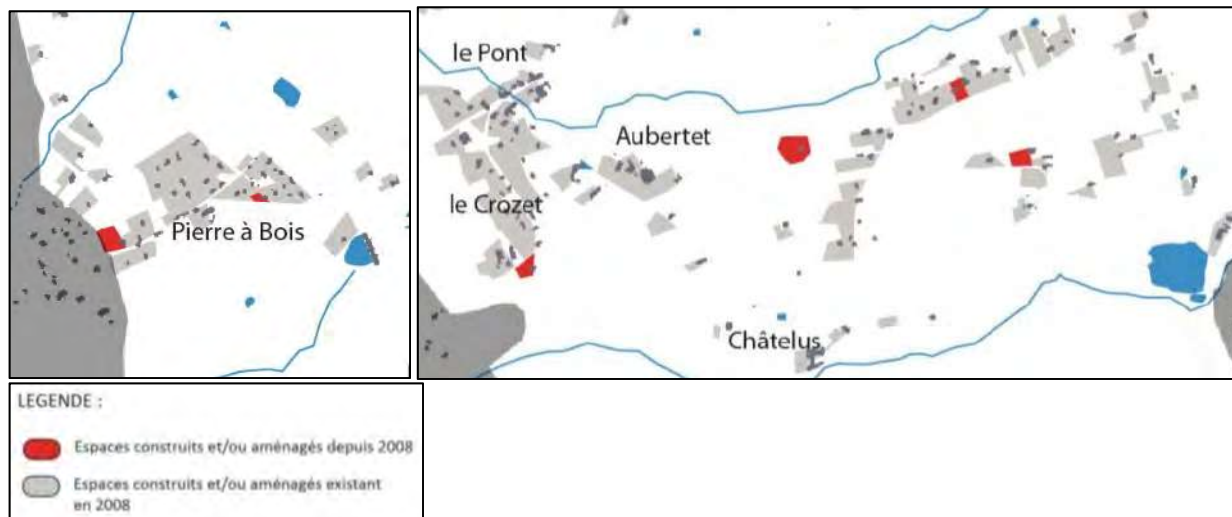 Pierre à Bois
le Pont
Aubertet
le Crozet
Châtelus
LEGENDE :
Espaces construits et/ou aménagés depuis 2008
Espaces construits et/ou aménagés existant
en 2008